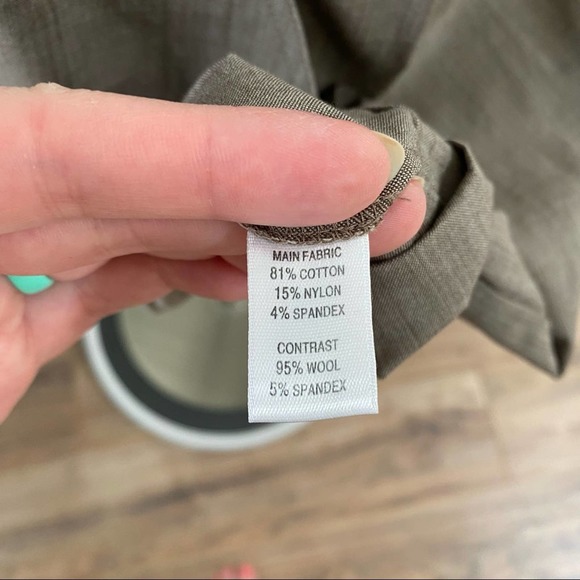 MAIN FABRIC
81% COTTON
15% NYLON
4% SPANDEX
CONTRAST
95% WOOL
5% SPANDEX